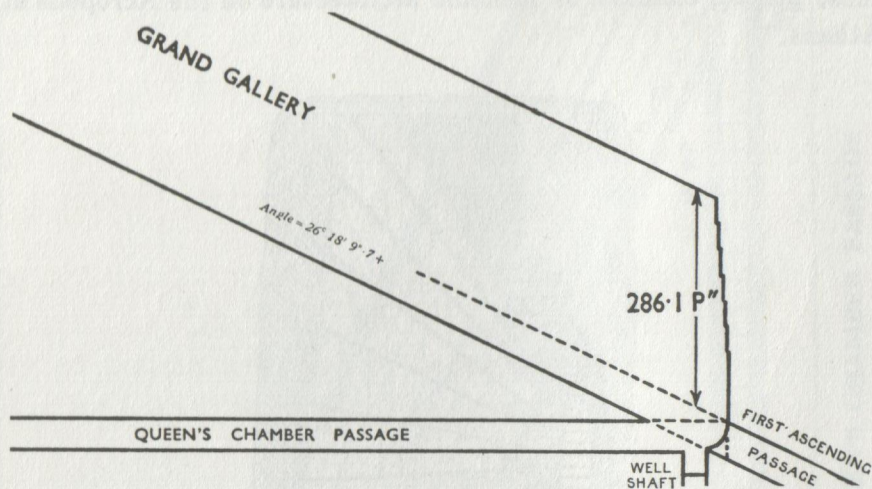 GRAND GALLERY
Angle = 26° 18' 9"·7+
286·1 P"
FIRST ASCENDING
PASSAGE
QUEEN'S CHAMBER PASSAGE
WELL
SHAFT